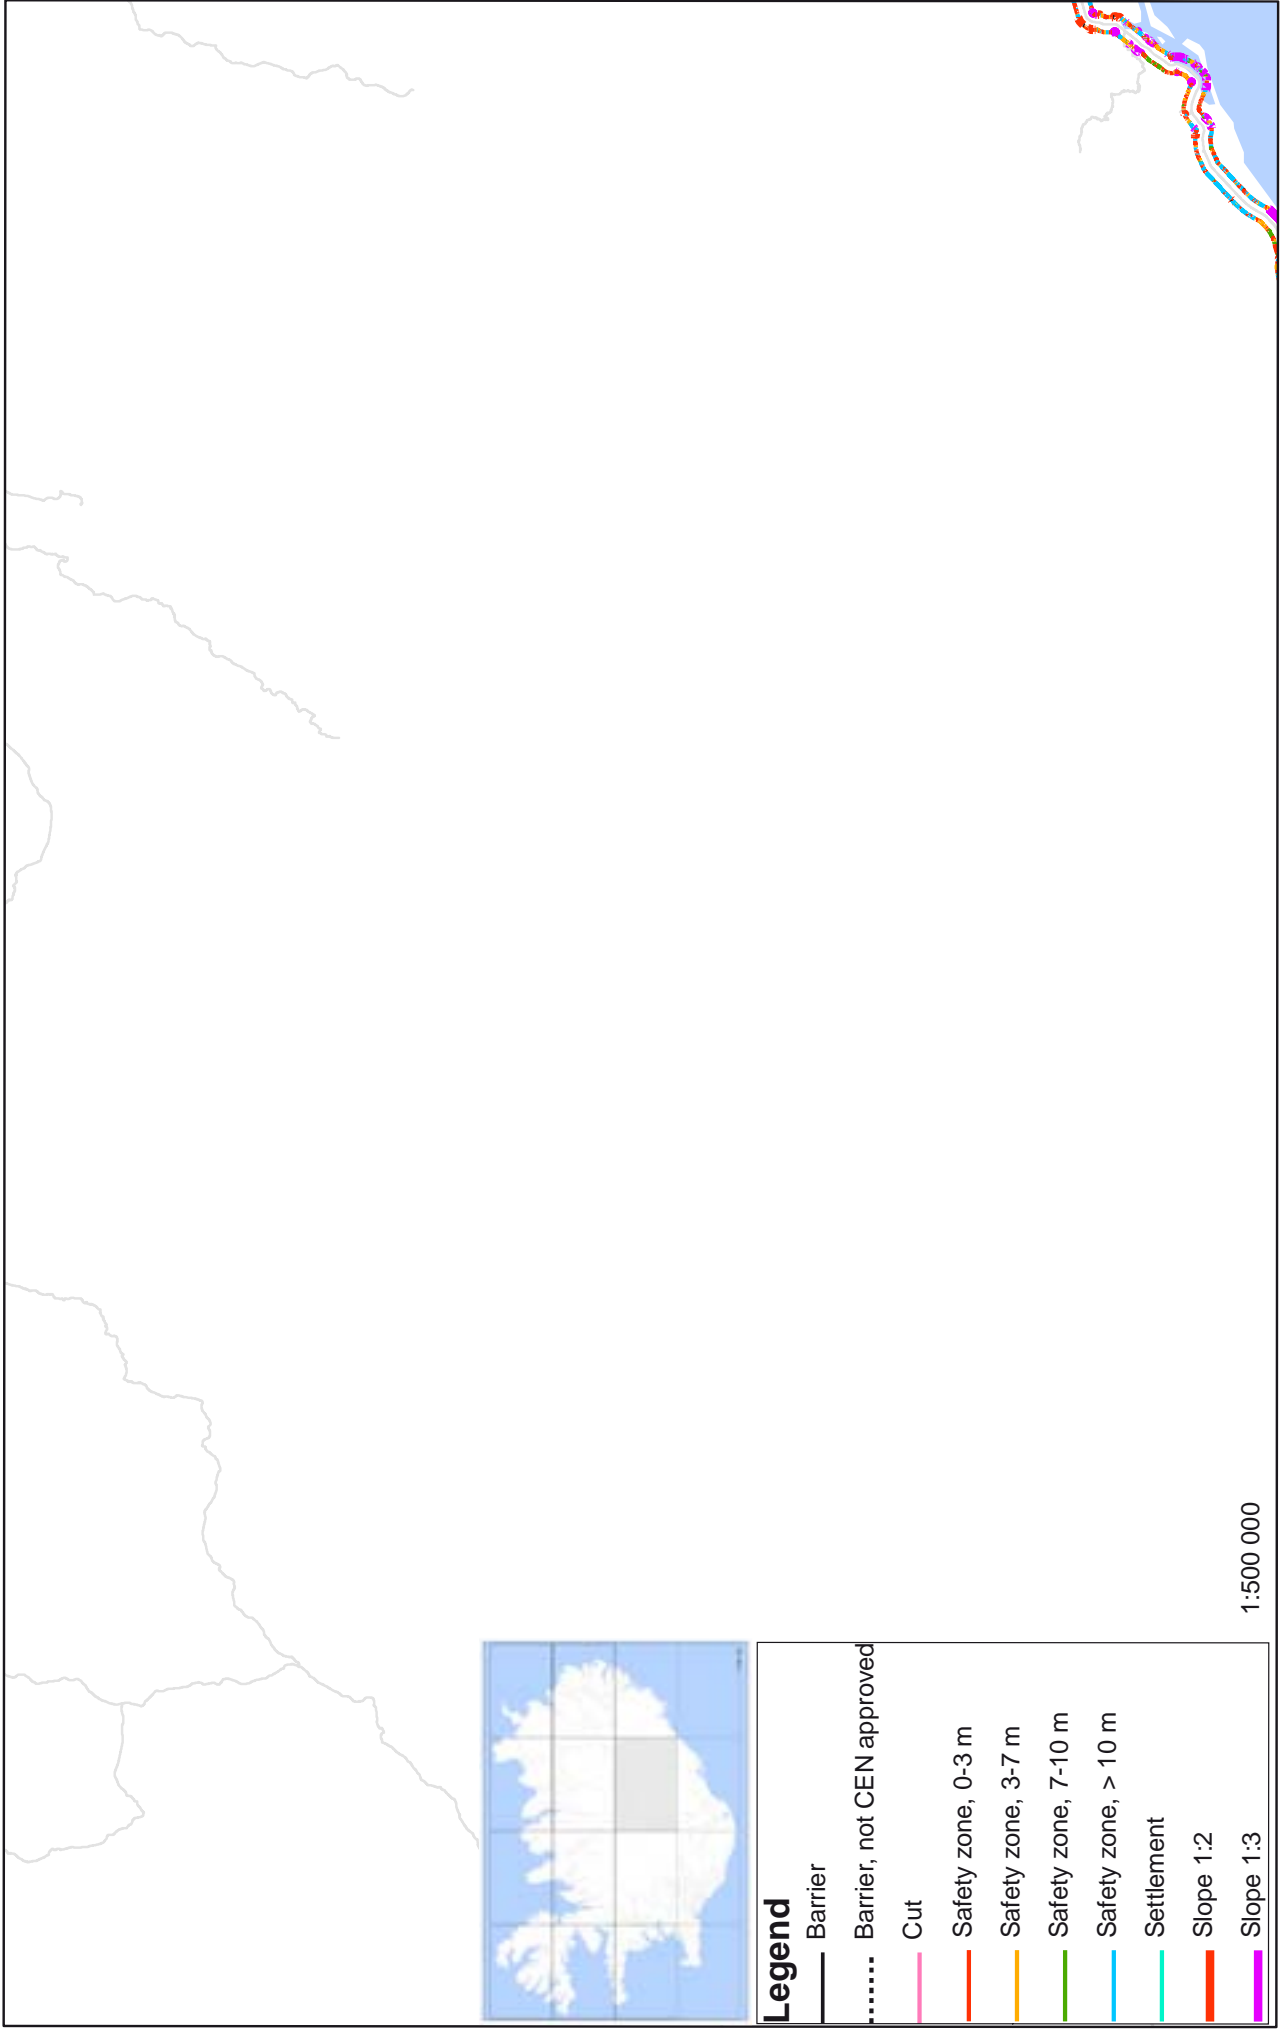 Legend
Barrier
Barrier, not CEN approved
Cut
Safety zone, 0-3 m
Safety zone, 3-7 m
Safety zone, 7-10 m
Safety zone, > 10 m
Settlement
Slope 1:2
Slope 1:3
1:500 000